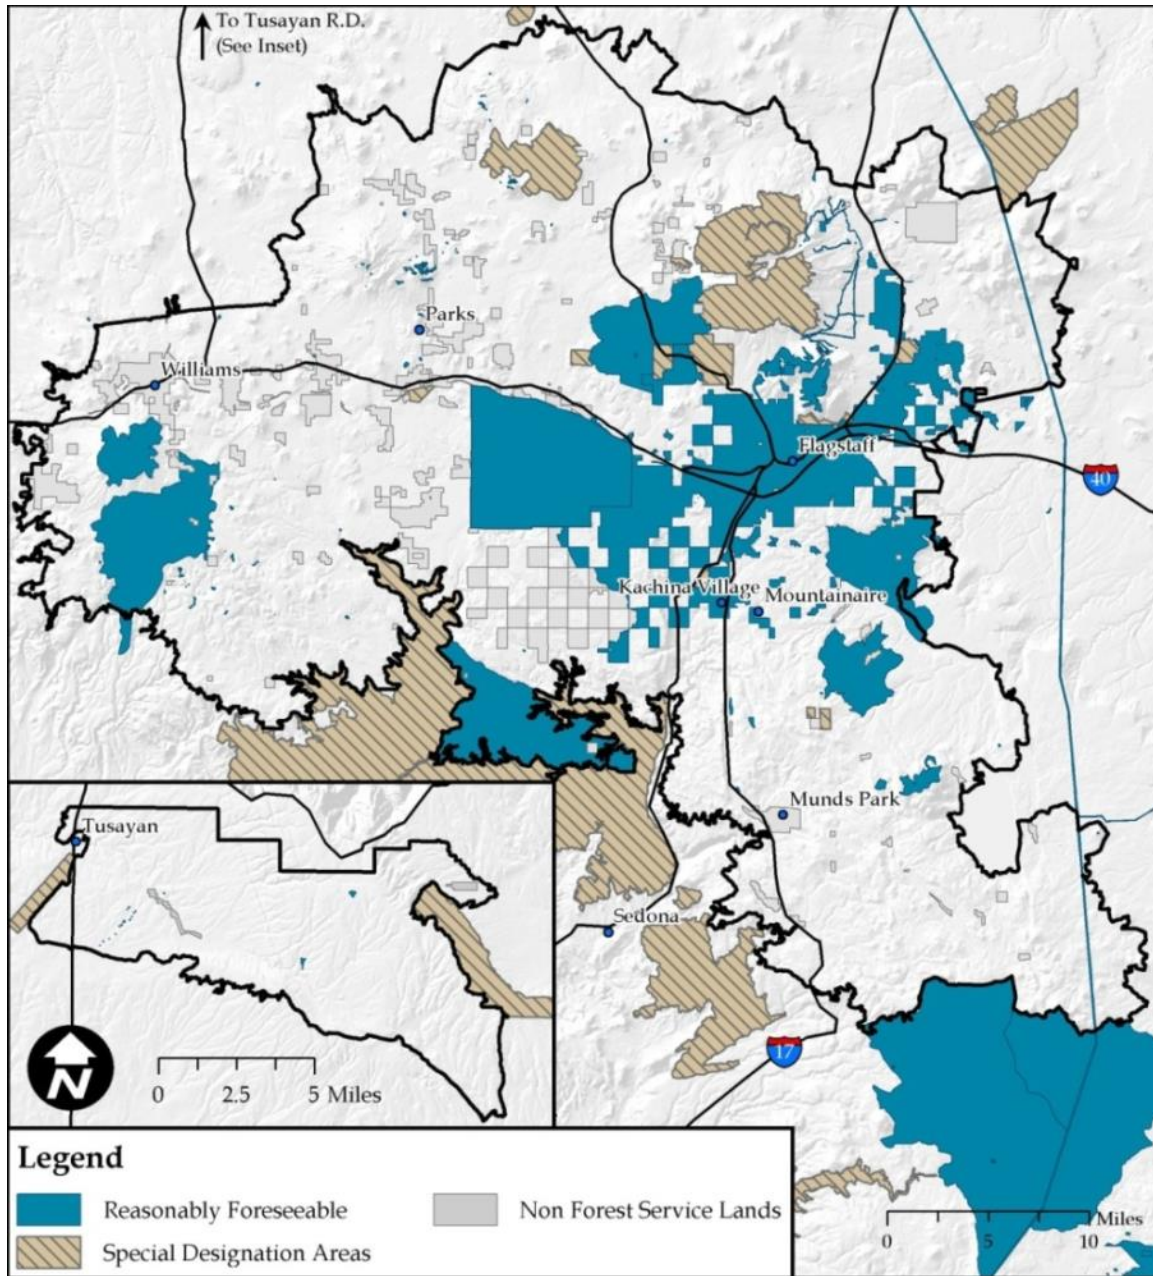 To Tusayan R.D.
(See Inset)
Parks
Williams
Flagstaff
40
Kachina Village
Mountainaire
Munds Park
Tusayan
Sedona
17
N
0 2.5 5 Miles
Legend
Reasonably Foreseeable
Non Forest Service Lands
Special Designation Areas
Miles
0 5 10